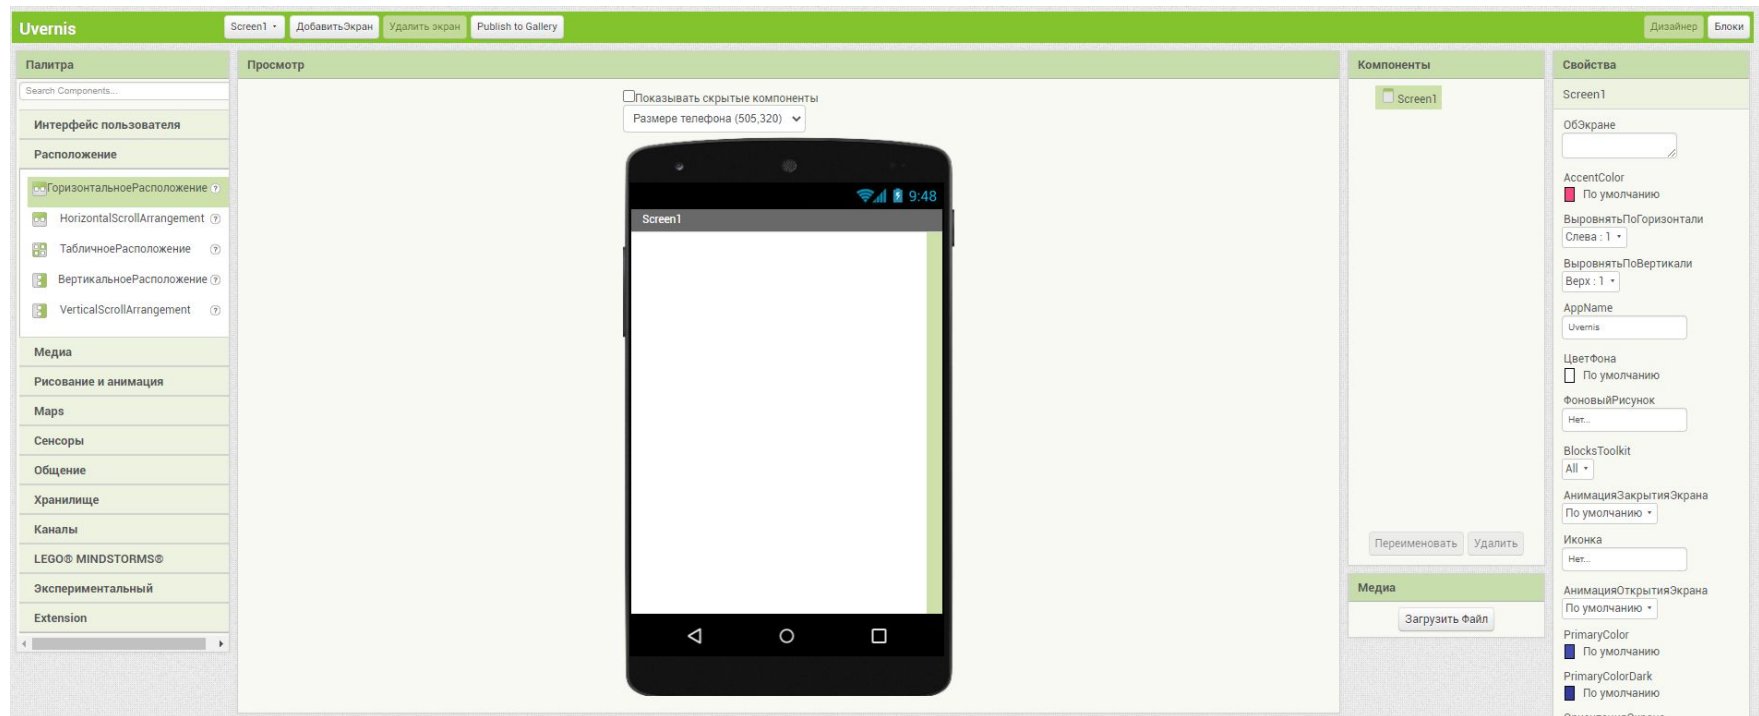 Uvernis
Screen1
ДобавитьЭкран
Удалить экран
Publish to Gallery
Дизайнер
Блоки
Палитра
Search Components...
Интерфейс пользователя
Расположение
ГоризонтальноеРасположение
HorizontalScrollArrangement
ТабличноеРасположение
ВертикальноеРасположение
VerticalScrollArrangement
Медиа
Рисование и анимация
Maps
Сенсоры
Общение
Хранилище
Каналы
LEGO® MINDSTORMS®
Экспериментальный
Extension
Просмотр
Показывать скрытые компоненты
Размере телефона (505,320)
9:48
Screen1
Компоненты
Screen1
Переименовать
Удалить
Медиа
Загрузить Файл
Свойства
Screen1
ОбЭкране
AccentColor
По умолчанию
ВыровнятьПоГоризонтали
Слева : 1
ВыровнятьПоВертикали
Верх : 1
AppName
Uvernis
ЦветФона
По умолчанию
ФоновыйРисунок
Нет...
BlocksToolkit
All
АнимацияЗакрытияЭкрана
По умолчанию
Иконка
Нет...
АнимацияОткрытияЭкрана
По умолчанию
PrimaryColor
По умолчанию
PrimaryColorDark
По умолчанию